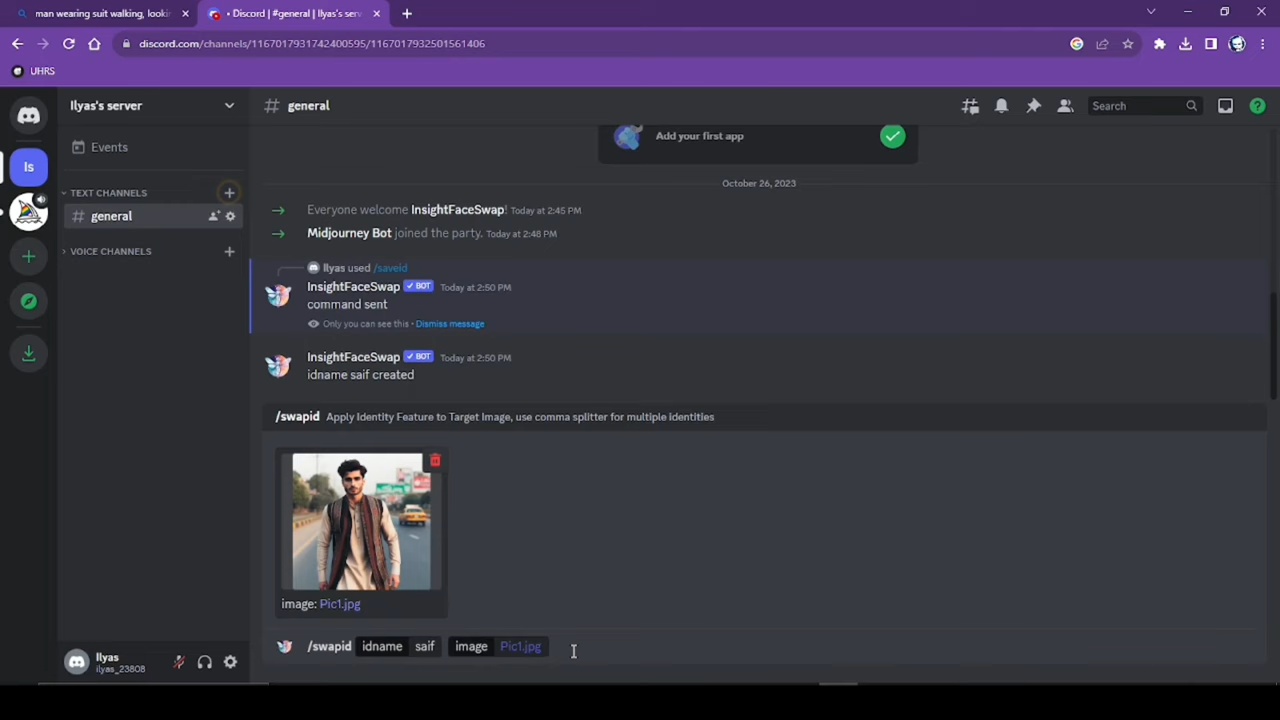 man wearing suit walking, looki
Discord | #general | Ilyas's serv
discord.com/channels/1167017931742400595/1167017932501561406
UHRS
Ilyas's server
general
Search
Events
TEXT CHANNELS
general
VOICE CHANNELS
Add your first app
October 26, 2023
Everyone welcome InsightFaceSwap! Today at 2:45 PM
Midjourney Bot joined the party. Today at 2:48 PM
Ilyas used /saveid
InsightFaceSwap BOT Today at 2:50 PM
command sent
Only you can see this • Dismiss message
InsightFaceSwap BOT Today at 2:50 PM
idname saif created
/swapid Apply Identity Feature to Target Image, use comma splitter for multiple identities
image: Pic1.jpg
/swapid idname saif image Pic1.jpg
Is
Ilyas
ilyas_23808